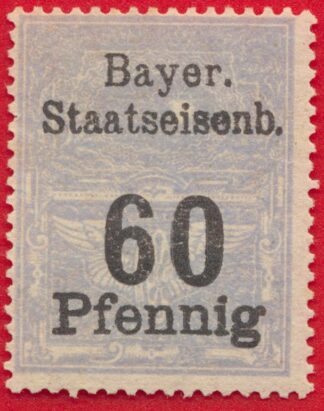 Bayer.
Staatseisenb.
60
Pfennig